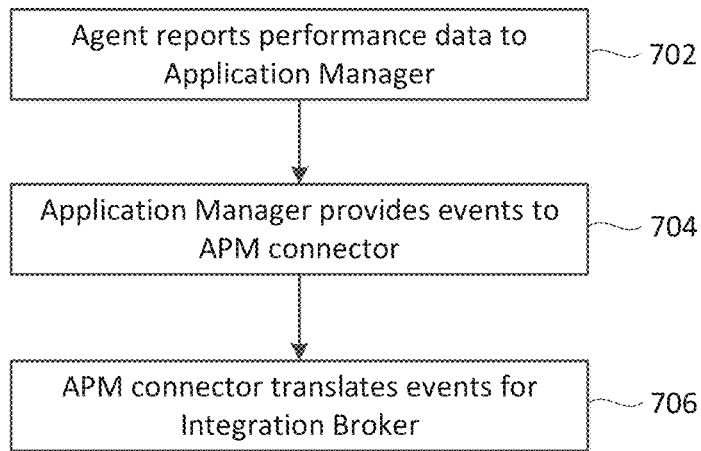 Agent reports performance data to
Application Manager
702
Application Manager provides events to
APM connector
704
APM connector translates events for
Integration Broker
706